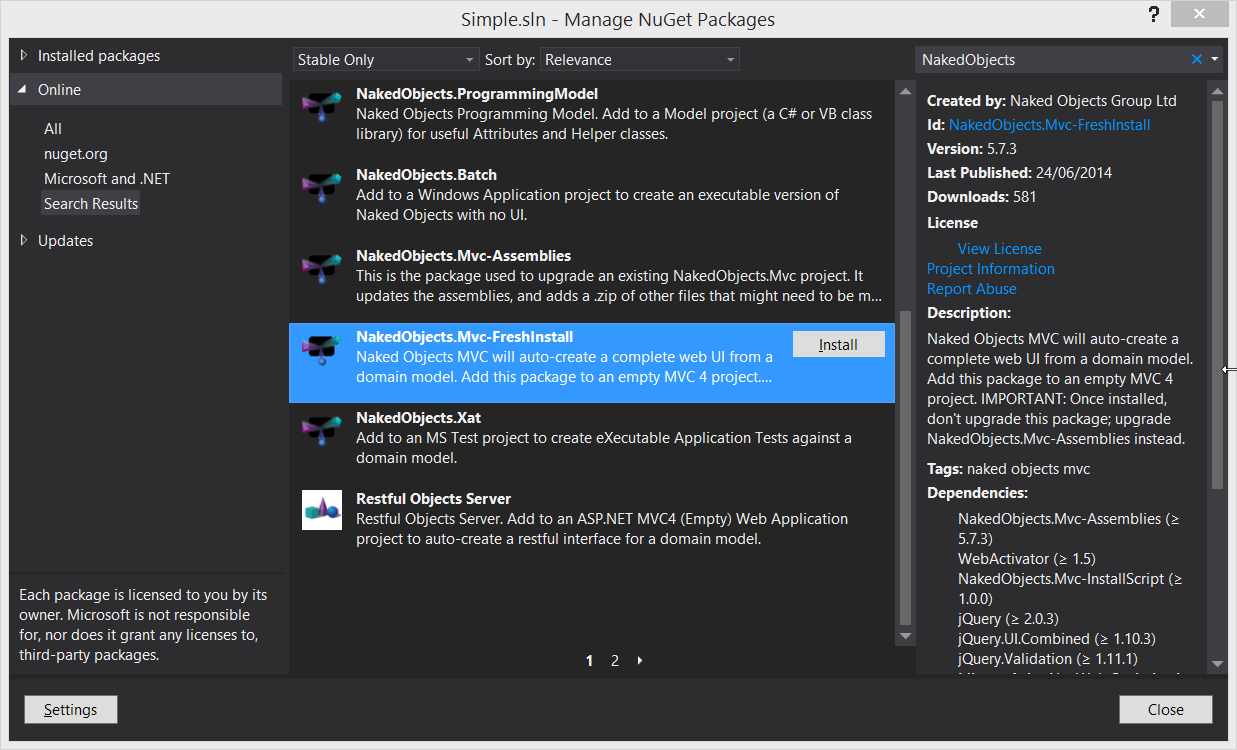 Simple.sln - Manage NuGet Packages
?
Installed packages
Online
All
nuget.org
Microsoft and .NET
Search Results
Updates
Each package is licensed to you by its
owner. Microsoft is not responsible
for, nor does it grant any licenses to,
third-party packages.
Stable Only
Sort by: Relevance
NakedObjects.ProgrammingModel
Naked Objects Programming Model. Add to a Model project (a C# or VB class
library) for useful Attributes and Helper classes.
NakedObjects.Batch
Add to a Windows Application project to create an executable version of
Naked Objects with no UI.
NakedObjects.Mvc-Assemblies
This is the package used to upgrade an existing NakedObjects.Mvc project. It
updates the assemblies, and adds a .zip of other files that might need to be m...
NakedObjects.Mvc-FreshInstall
Install
Naked Objects MVC will auto-create a complete web UI from a
domain model. Add this package to an empty MVC 4 project....
NakedObjects.Xat
Add to an MS Test project to create eXecutable Application Tests against a
domain model.
Restful Objects Server
Restful Objects Server. Add to an ASP.NET MVC4 (Empty) Web Application
project to auto-create a restful interface for a domain model.
1 2
NakedObjects
Created by: Naked Objects Group Ltd
Id: NakedObjects.Mvc-FreshInstall
Version: 5.7.3
Last Published: 24/06/2014
Downloads: 581
License
View License
Project Information
Report Abuse
Description:
Naked Objects MVC will auto-create a
complete web UI from a domain model.
Add this package to an empty MVC 4
project. IMPORTANT: Once installed,
don't upgrade this package; upgrade
NakedObjects.Mvc-Assemblies instead.
Tags: naked objects mvc
Dependencies:
NakedObjects.Mvc-Assemblies (≥
5.7.3)
WebActivator (≥ 1.5)
NakedObjects.Mvc-InstallScript (≥
1.0.0)
jQuery (≥ 2.0.3)
jQuery.UI.Combined (≥ 1.10.3)
jQuery.Validation (≥ 1.11.1)
Settings
Close